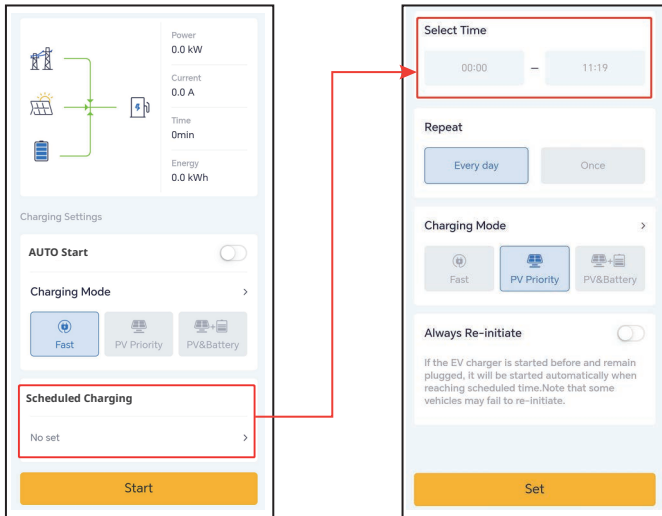 Power
0.0 kW
Current
0.0 A
Time
0min
Energy
0.0 kWh
Charging Settings
AUTO Start
Charging Mode
Fast
PV Priority
PV&Battery
Scheduled Charging
No set
Start
Select Time
00:00
–
11:19
Repeat
Every day
Once
Charging Mode
Fast
PV Priority
PV&Battery
Always Re-initiate
If the EV charger is started before and remain
plugged, it will be started automatically when
reaching scheduled time.Note that some
vehicles may fail to re-initiate.
Set